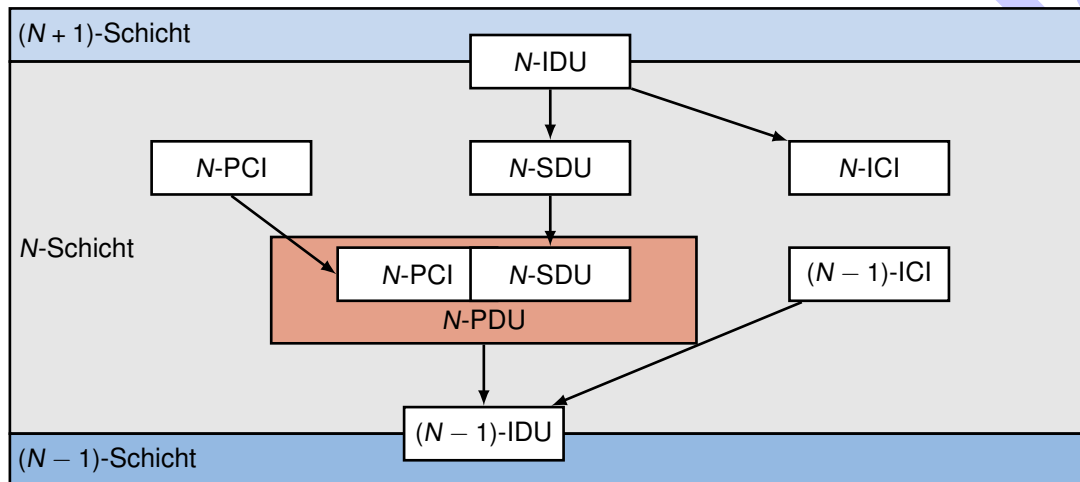 (N + 1)-Schicht
N-IDU
N-PCI
N-SDU
N-ICI
N-Schicht
N-PCI
N-SDU
(N − 1)-ICI
N-PDU
(N − 1)-IDU
(N − 1)-Schicht